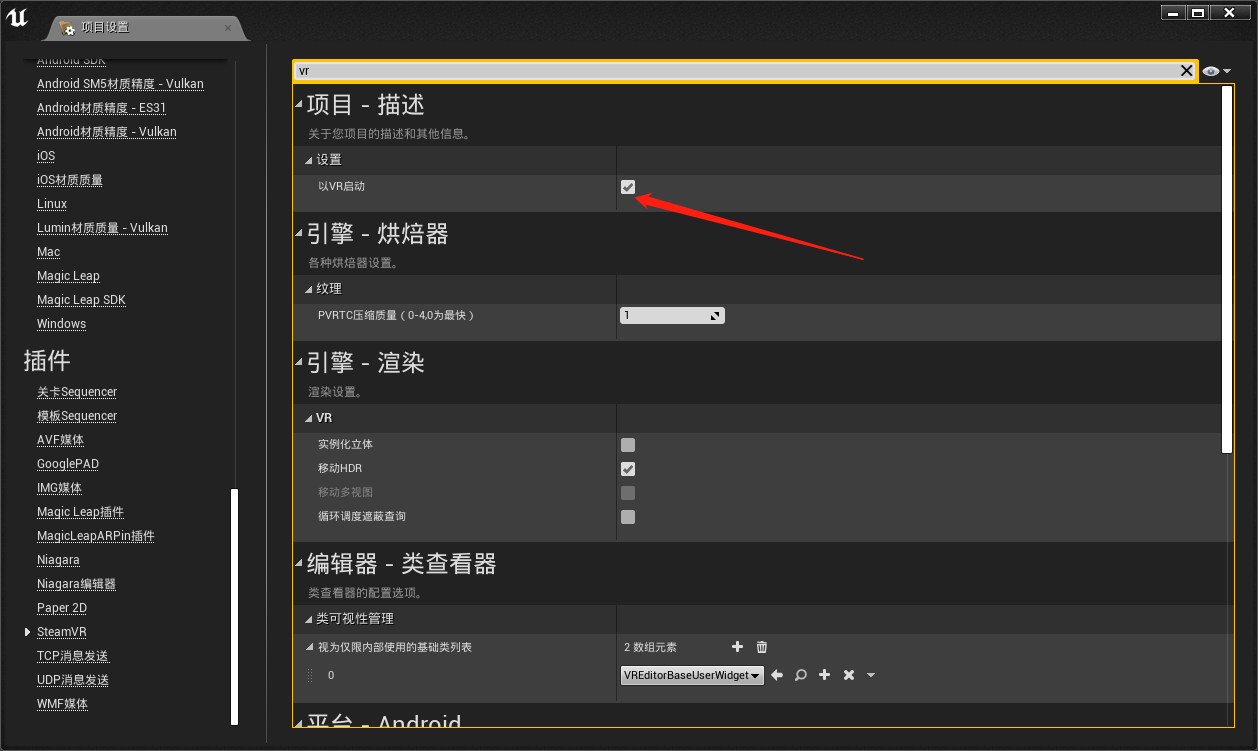 项目设置
Android SDK
Android SM5材质精度 - Vulkan
Android材质精度 - ES31
Android材质精度 - Vulkan
iOS
iOS材质质量
Linux
Lumin材质质量 - Vulkan
Mac
Magic Leap
Magic Leap SDK
Windows
插件
关卡Sequencer
模板Sequencer
AVF媒体
GooglePAD
IMG媒体
Magic Leap插件
MagicLeapARPin插件
Niagara
Niagara编辑器
Paper 2D
SteamVR
TCP消息发送
UDP消息发送
WMF媒体
vr
项目 - 描述
关于您项目的描述和其他信息。
设置
以VR启动
引擎 - 烘焙器
各种烘焙器设置。
纹理
PVRTC压缩质量（0-4,0为最快）
1
引擎 - 渲染
渲染设置。
VR
实例化立体
移动HDR
移动多视图
循环调度遮蔽查询
编辑器 - 类查看器
类查看器的配置选项。
类可视性管理
视为仅限内部使用的基础类列表
2 数组元素
0
VREditorBaseUserWidget
平台 - Android